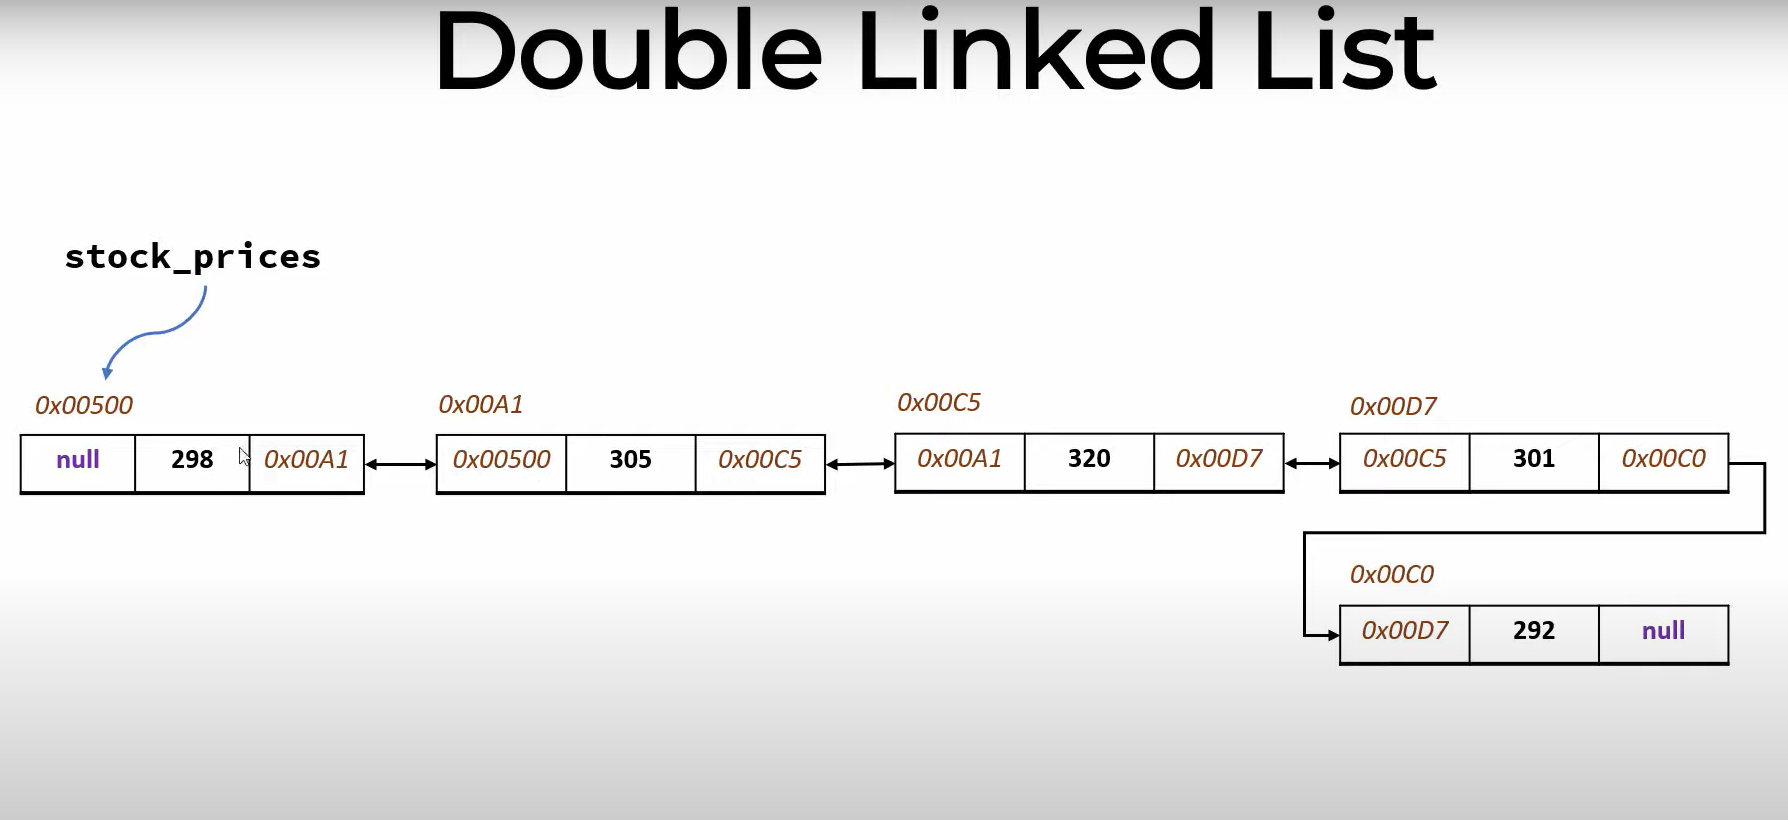 Double Linked List
stock_prices
0x00500
0x00A1
0x00C5
0x00D7
null 298 0x00A1
0x00500 305 0x00C5
0x00A1 320 0x00D7
0x00C5 301 0x00C0
0x00C0
0x00D7 292 null